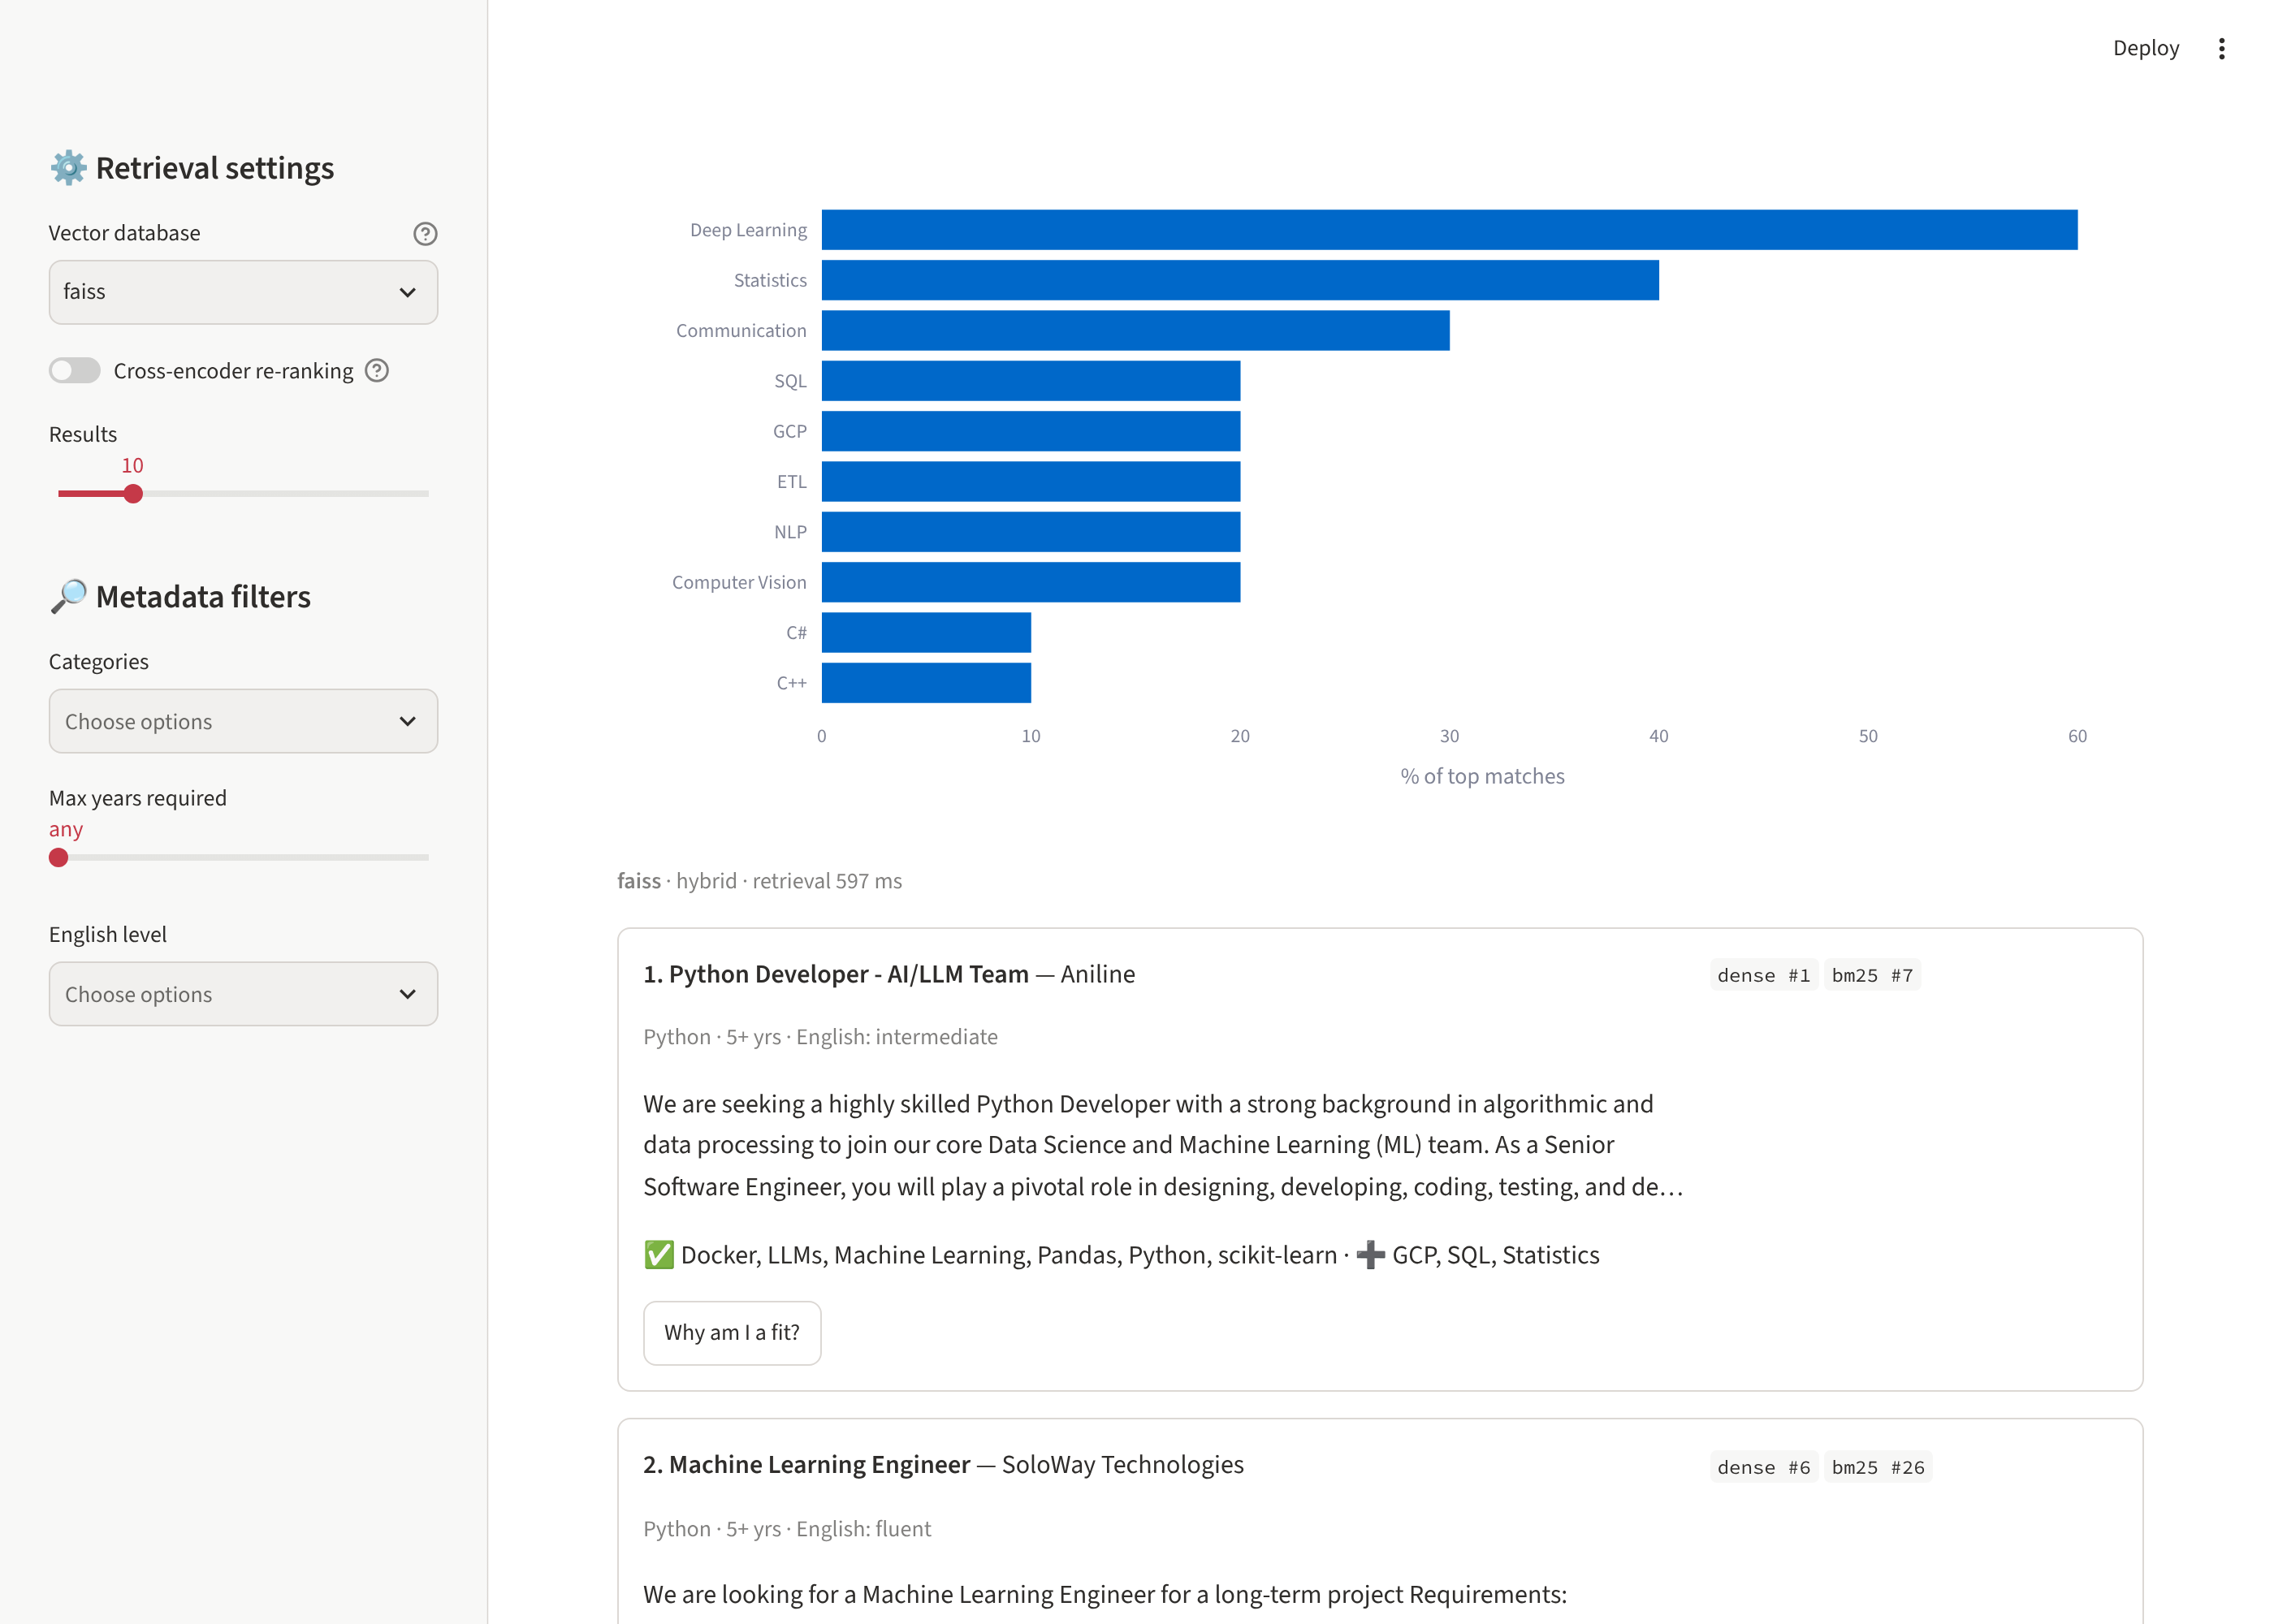 Deploy
⚙️ Retrieval settings
Vector database
faiss
Cross-encoder re-ranking
Results
10
🔎 Metadata filters
Categories
Choose options
Max years required
any
English level
Choose options
Deep Learning
Statistics
Communication
SQL
GCP
ETL
NLP
Computer Vision
C#
C++
0 10 20 30 40 50 60
% of top matches
faiss · hybrid · retrieval 597 ms
1. Python Developer - AI/LLM Team — Aniline
dense #1 bm25 #7
Python · 5+ yrs · English: intermediate
We are seeking a highly skilled Python Developer with a strong background in algorithmic and
data processing to join our core Data Science and Machine Learning (ML) team. As a Senior
Software Engineer, you will play a pivotal role in designing, developing, coding, testing, and de…
✅ Docker, LLMs, Machine Learning, Pandas, Python, scikit-learn · ➕ GCP, SQL, Statistics
Why am I a fit?
2. Machine Learning Engineer — SoloWay Technologies
dense #6 bm25 #26
Python · 5+ yrs · English: fluent
We are looking for a Machine Learning Engineer for a long-term project Requirements: